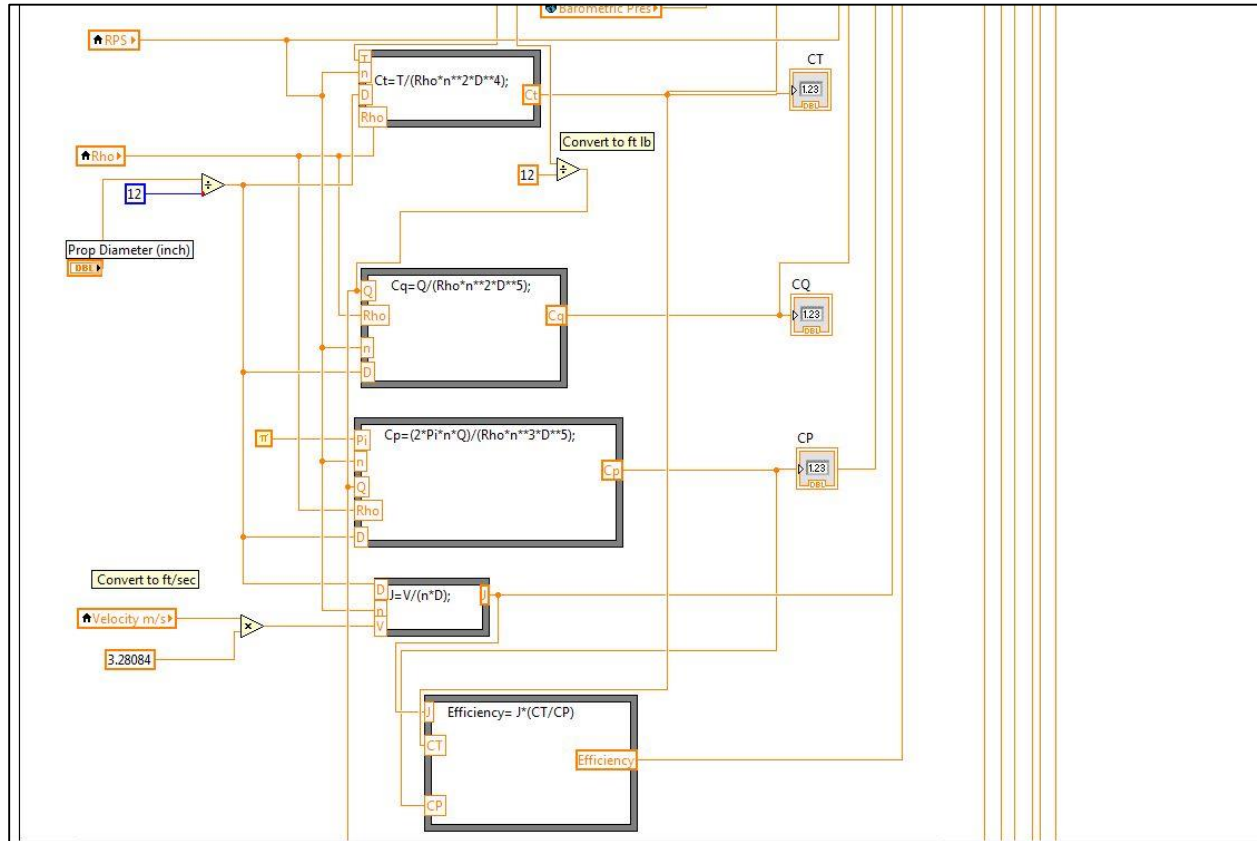 Barometric Pres
RPS
T
n
D
Rho
Ct=T/(Rho*n**2*D**4);
Ct
CT
1.23
DBL
Convert to ft lb
Rho
12
÷
12
÷
Prop Diameter (inch)
DBL
Q
Rho
n
D
Cq=Q/(Rho*n**2*D**5);
Cq
CQ
1.23
DBL
π
Pi
n
Q
Rho
D
Cp=(2*Pi*n*Q)/(Rho*n**3*D**5);
Cp
CP
1.23
DBL
Convert to ft/sec
Velocity m/s
×
3.28084
D
n
V
J=V/(n*D);
J
J
CT
CP
Efficiency= J*(CT/CP)
Efficiency